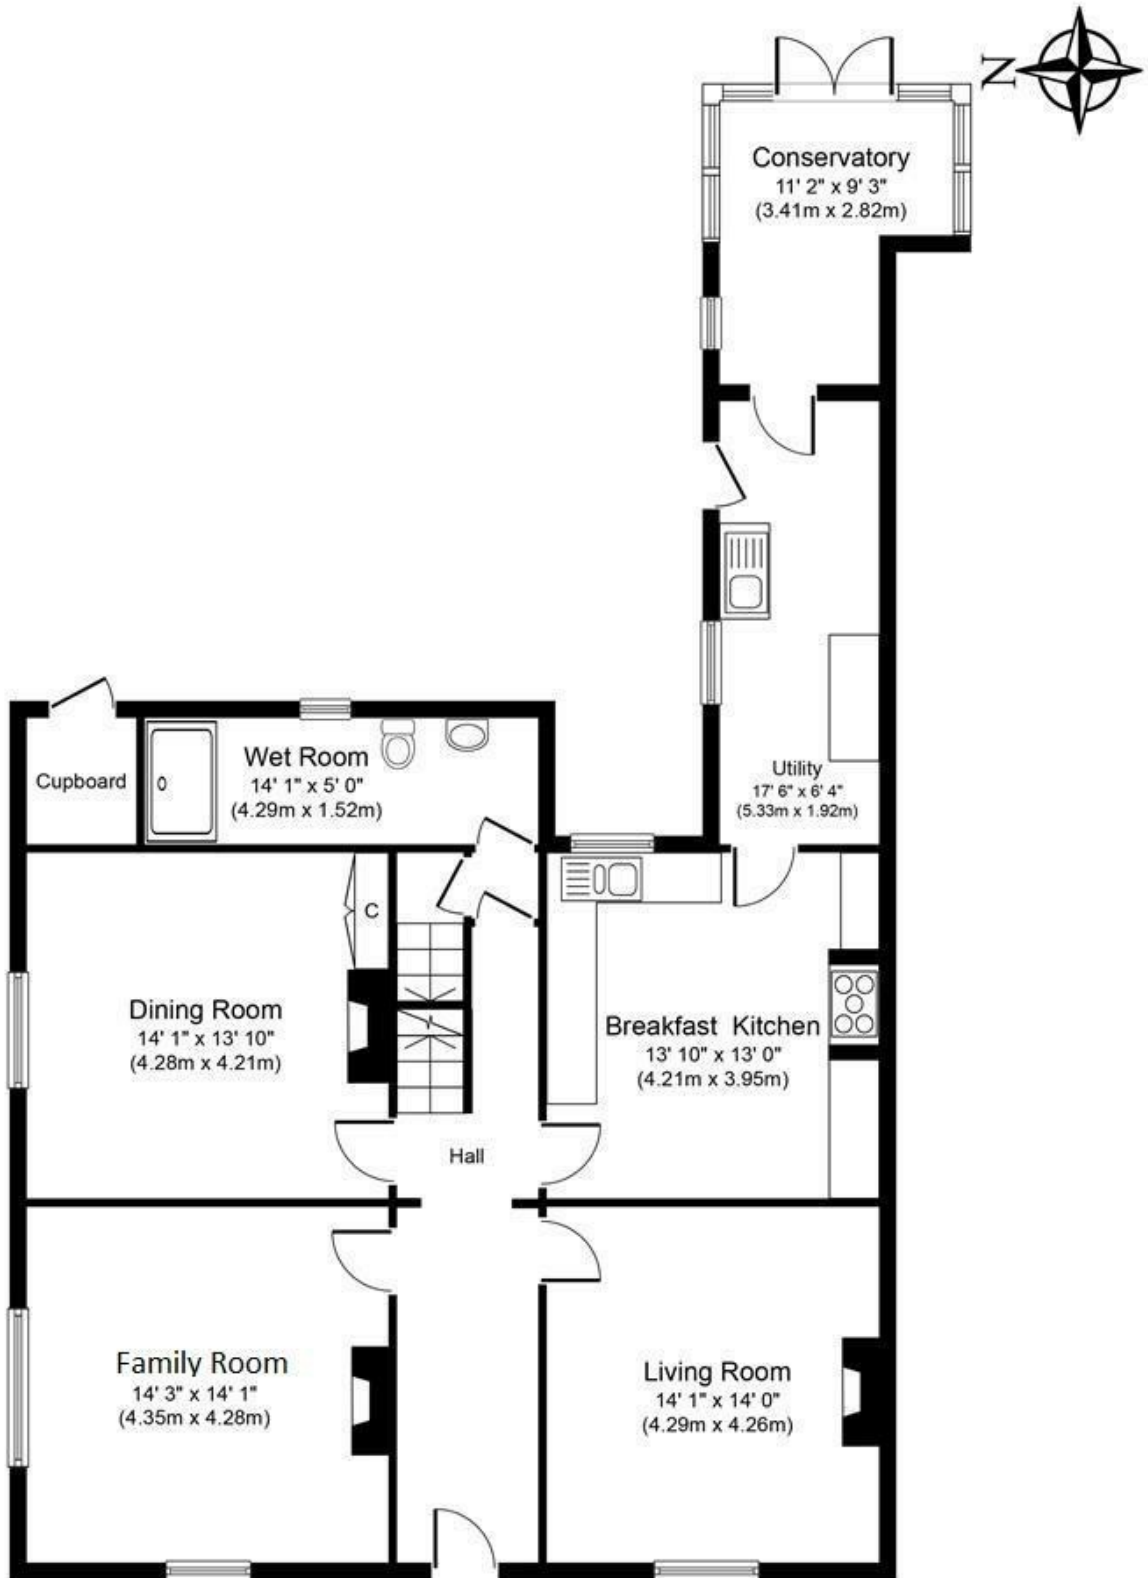 N
Conservatory
11' 2" x 9' 3"
(3.41m x 2.82m)
Wet Room
14' 1" x 5' 0"
(4.29m x 1.52m)
Cupboard
Utility
17' 6" x 6' 4"
(5.33m x 1.92m)
C
Dining Room
14' 1" x 13' 10"
(4.28m x 4.21m)
Breakfast Kitchen
13' 10" x 13' 0"
(4.21m x 3.95m)
Hall
Family Room
14' 3" x 14' 1"
(4.35m x 4.28m)
Living Room
14' 1" x 14' 0"
(4.29m x 4.26m)